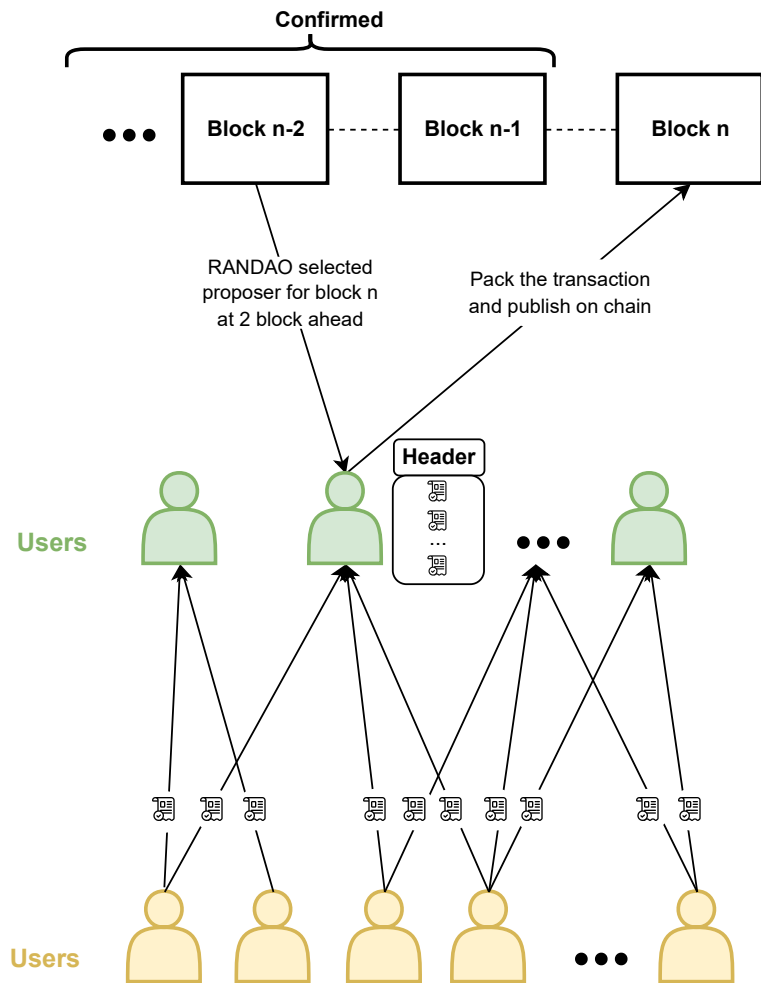 Confirmed
Block n-2
Block n-1
Block n
RANDAO selected
proposer for block n
at 2 block ahead
Pack the transaction
and publish on chain
Header
...
Users
Users